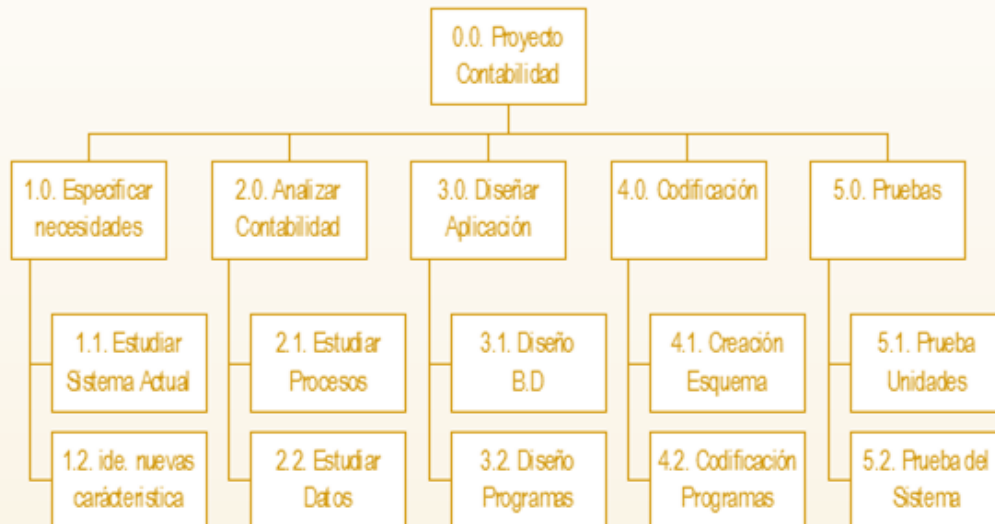 0.0. Proyecto
Contabilidad
1.0. Especificar
necesidades
2.0. Analizar
Contabilidad
3.0. Diseñar
Aplicación
4.0. Codificación
5.0. Pruebas
1.1. Estudiar
Sistema Actual
2.1. Estudiar
Procesos
3.1. Diseño
B.D
4.1. Creación
Esquema
5.1. Prueba
Unidades
1.2. ide. nuevas
carácteristica
2.2. Estudiar
Datos
3.2. Diseño
Programas
4.2. Codificación
Programas
5.2. Prueba del
Sistema